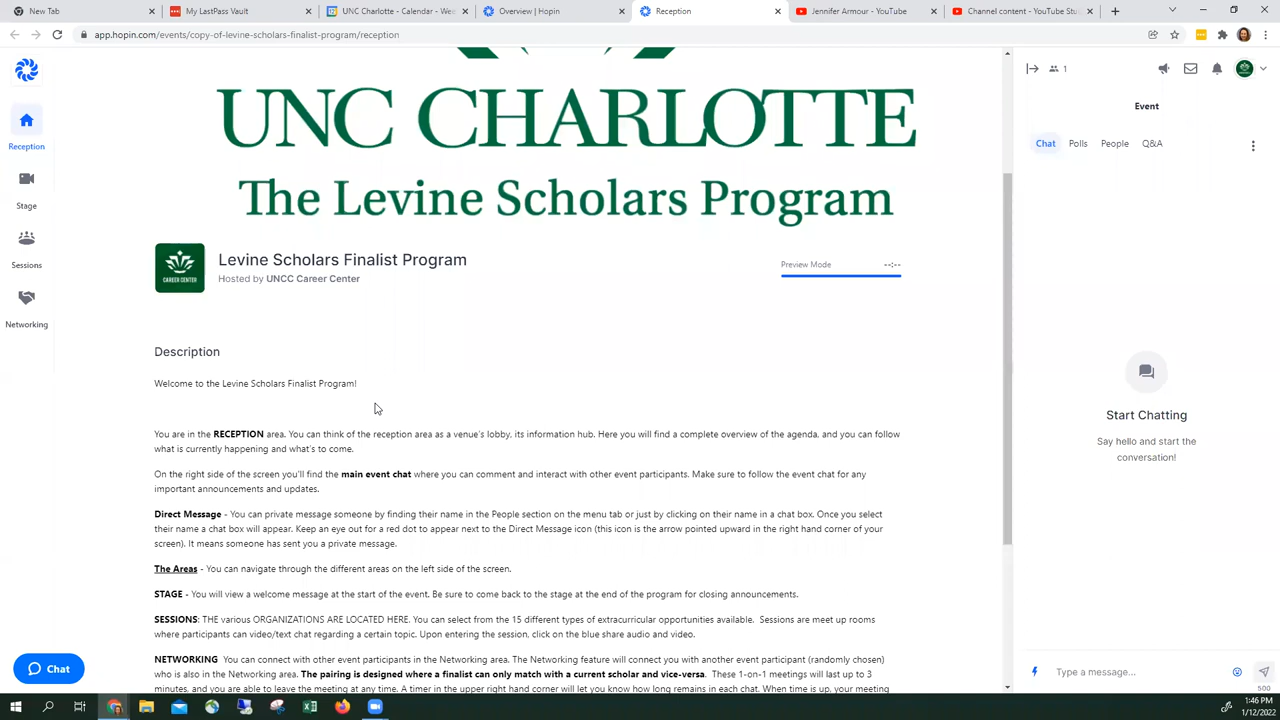 New Tab
My LastPass Vault
UNC Charlotte - Calendar - We
Overview | Hopin
Reception
Jennifer Armour - YouTube
Channel content - YouTube Stu
app.hopin.com/events/copy-of-levine-scholars-finalist-program/reception
UNC CHARLOTTE
The Levine Scholars Program
Reception
Stage
Sessions
Networking
CAREER CENTER
Levine Scholars Finalist Program
Hosted by UNCC Career Center
Preview Mode --:--
Description
Welcome to the Levine Scholars Finalist Program!
You are in the RECEPTION area. You can think of the reception area as a venue's lobby, its information hub. Here you will find a complete overview of the agenda, and you can follow
what is currently happening and what's to come.
On the right side of the screen you'll find the main event chat where you can comment and interact with other event participants. Make sure to follow the event chat for any
important announcements and updates.
Direct Message - You can private message someone by finding their name in the People section on the menu tab or just by clicking on their name in a chat box. Once you select
their name a chat box will appear. Keep an eye out for a red dot to appear next to the Direct Message icon (this icon is the arrow pointed upward in the right hand corner of your
screen). It means someone has sent you a private message.
The Areas - You can navigate through the different areas on the left side of the screen.
STAGE - You will view a welcome message at the start of the event. Be sure to come back to the stage at the end of the program for closing announcements.
SESSIONS: THE various ORGANIZATIONS ARE LOCATED HERE. You can select from the 15 different types of extracurricular opportunities available. Sessions are meet up rooms
where participants can video/text chat regarding a certain topic. Upon entering the session, click on the blue share audio and video.
NETWORKING You can connect with other event participants in the Networking area. The Networking feature will connect you with another event participant (randomly chosen)
who is also in the Networking area. The pairing is designed where a finalist can only match with a current scholar and vice-versa. These 1-on-1 meetings will last up to 3
minutes, and you are able to leave the meeting at any time. A timer in the upper right hand corner will let you know how long remains in each chat. When time is up, your meeting
Chat
1
Event
Chat
Polls
People
Q&A
Start Chatting
Say hello and start the
conversation!
Type a message...
500
1:46 PM
1/12/2022